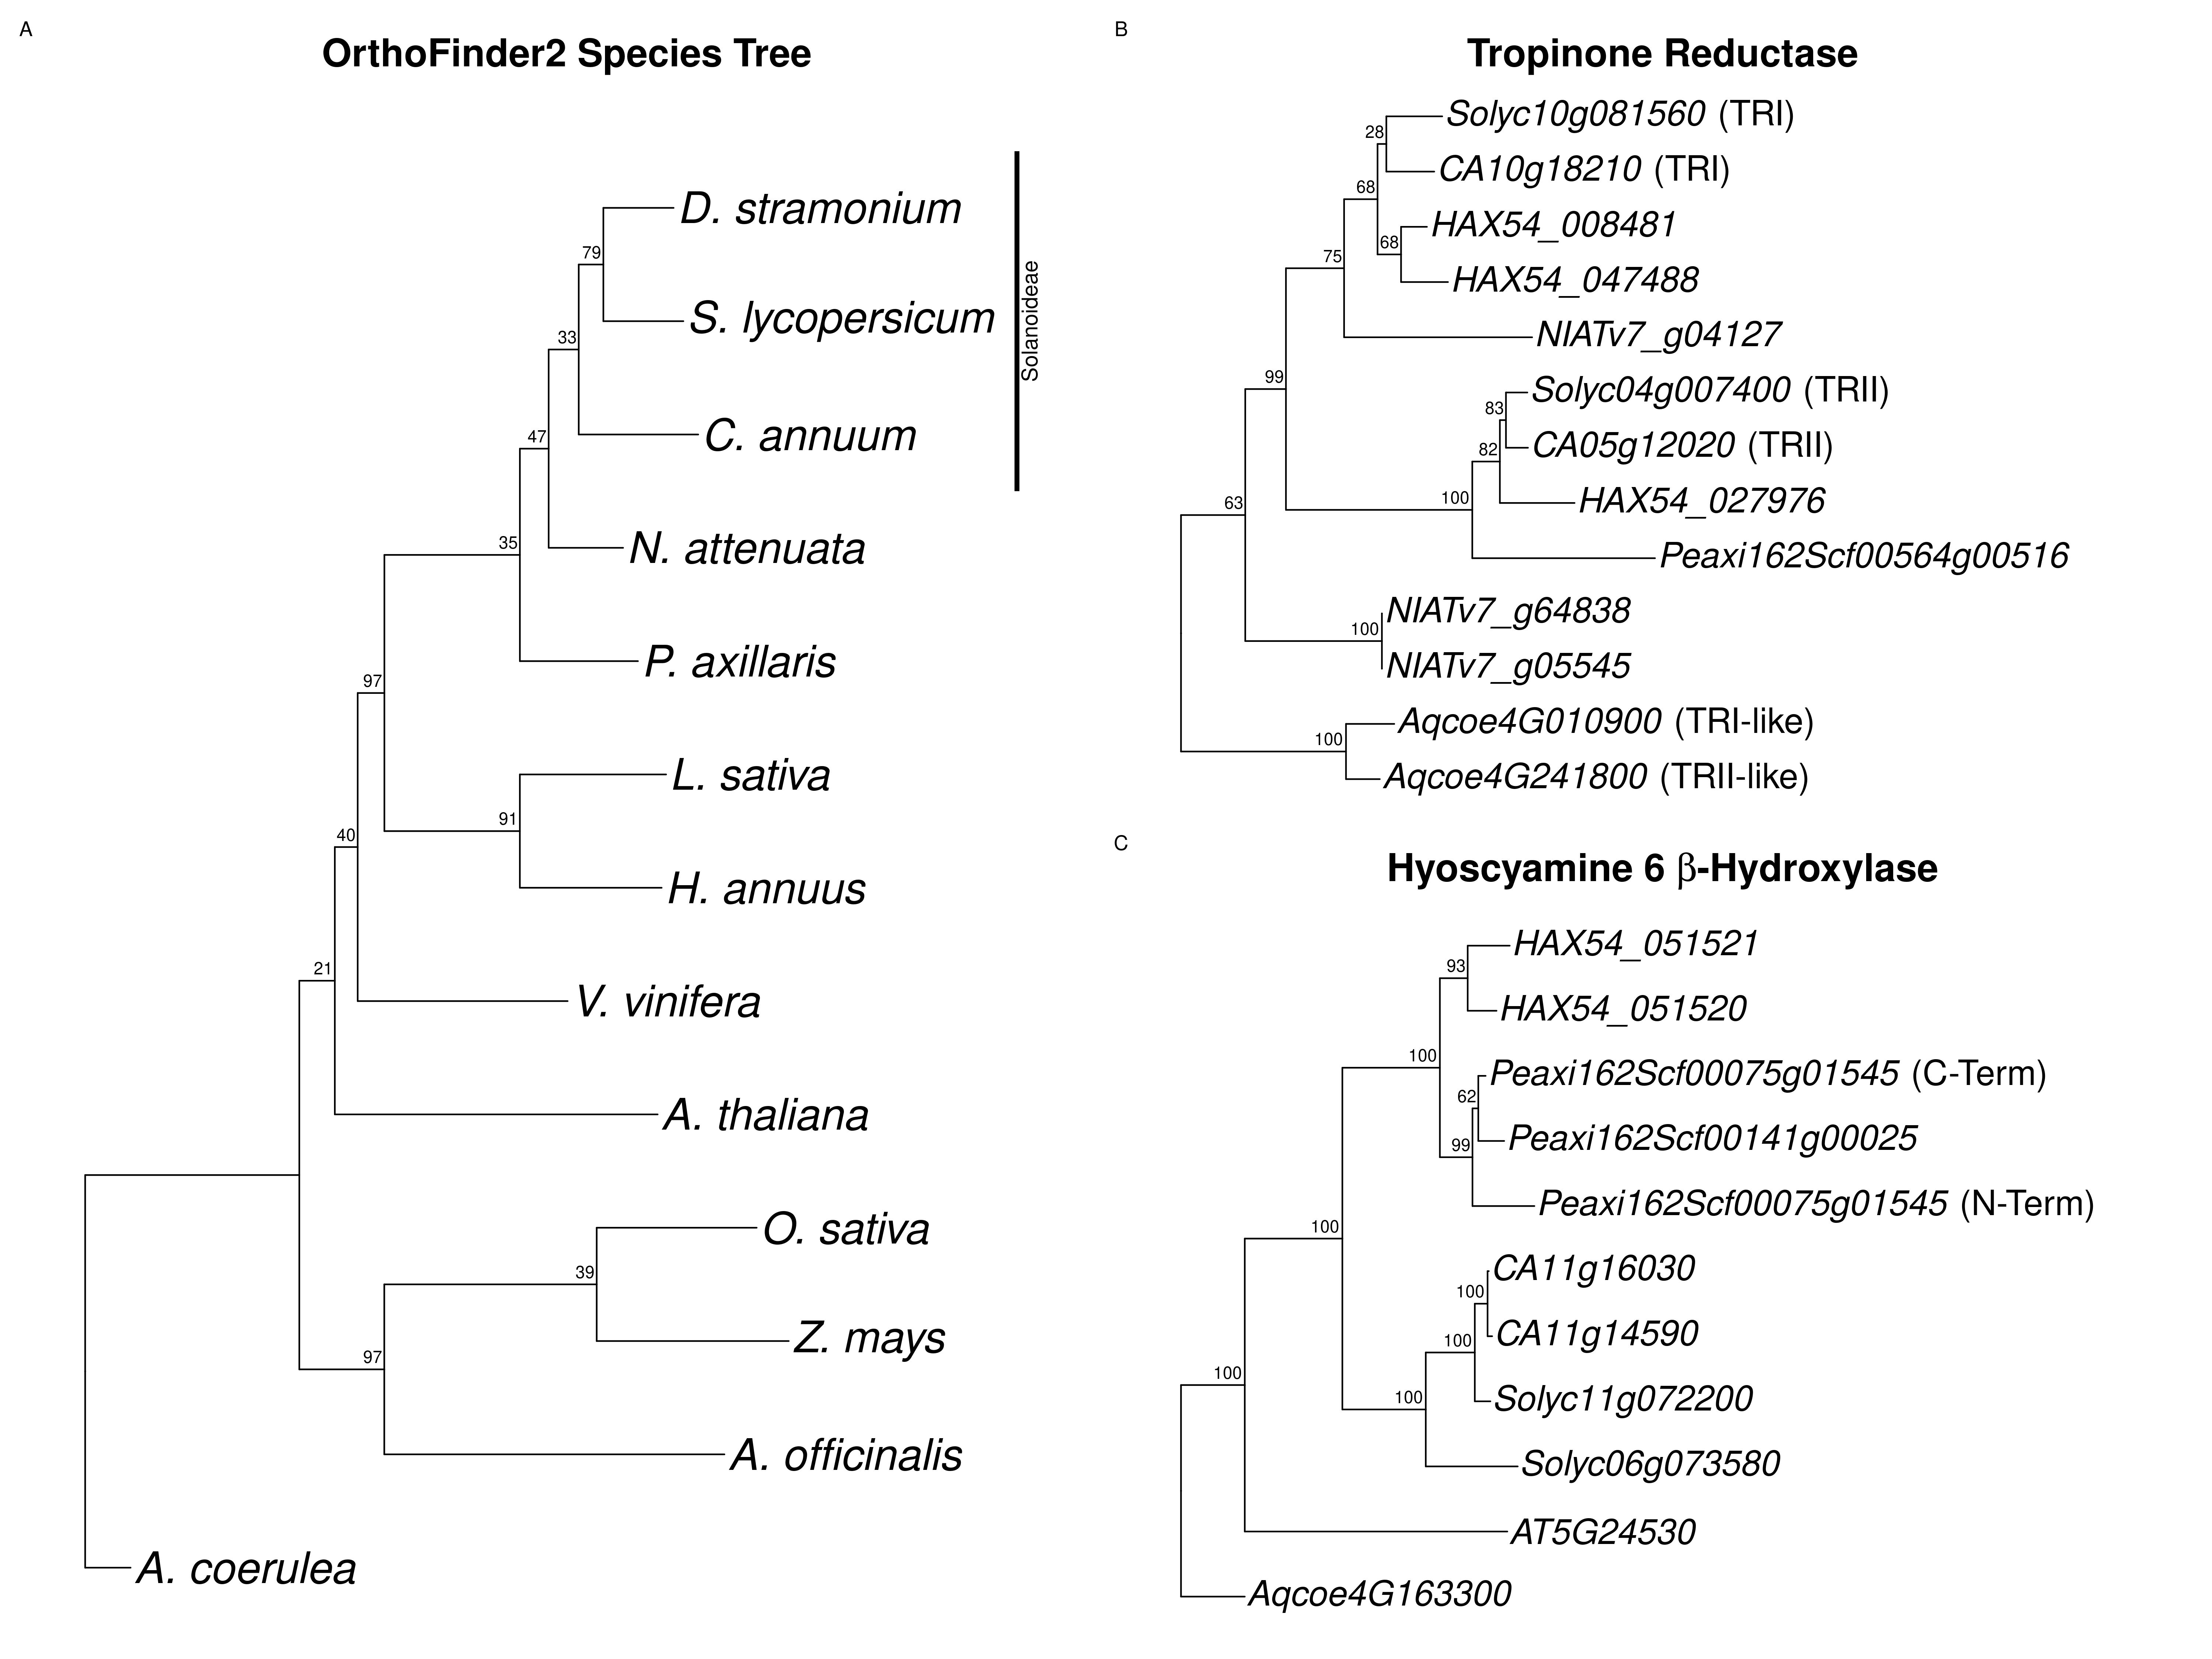 A
OrthoFinder2 Species Tree
79
D. stramonium
S. lycopersicum
33
C. annuum
47
N. attenuata
35
P. axillaris
97
L. sativa
91
H. annuus
40
V. vinifera
21
A. thaliana
O. sativa
39
Z. mays
97
A. officinalis
A. coerulea
Solanoideae
B
Tropinone Reductase
Solyc10g081560 (TRI)
28
CA10g18210 (TRI)
68
HAX54_008481
68
HAX54_047488
75
NIATv7_g04127
99
Solyc04g007400 (TRII)
83
CA05g12020 (TRII)
82
HAX54_027976
100
Peaxi162Scf00564g00516
63
NIATv7_g64838
100
NIATv7_g05545
Aqcoe4G010900 (TRI-like)
100
Aqcoe4G241800 (TRII-like)
C
Hyoscyamine 6 β-Hydroxylase
HAX54_051521
93
HAX54_051520
100
Peaxi162Scf00075g01545 (C-Term)
62
Peaxi162Scf00141g00025
99
Peaxi162Scf00075g01545 (N-Term)
100
CA11g16030
100
CA11g14590
100
Solyc11g072200
100
Solyc06g073580
100
AT5G24530
Aqcoe4G163300